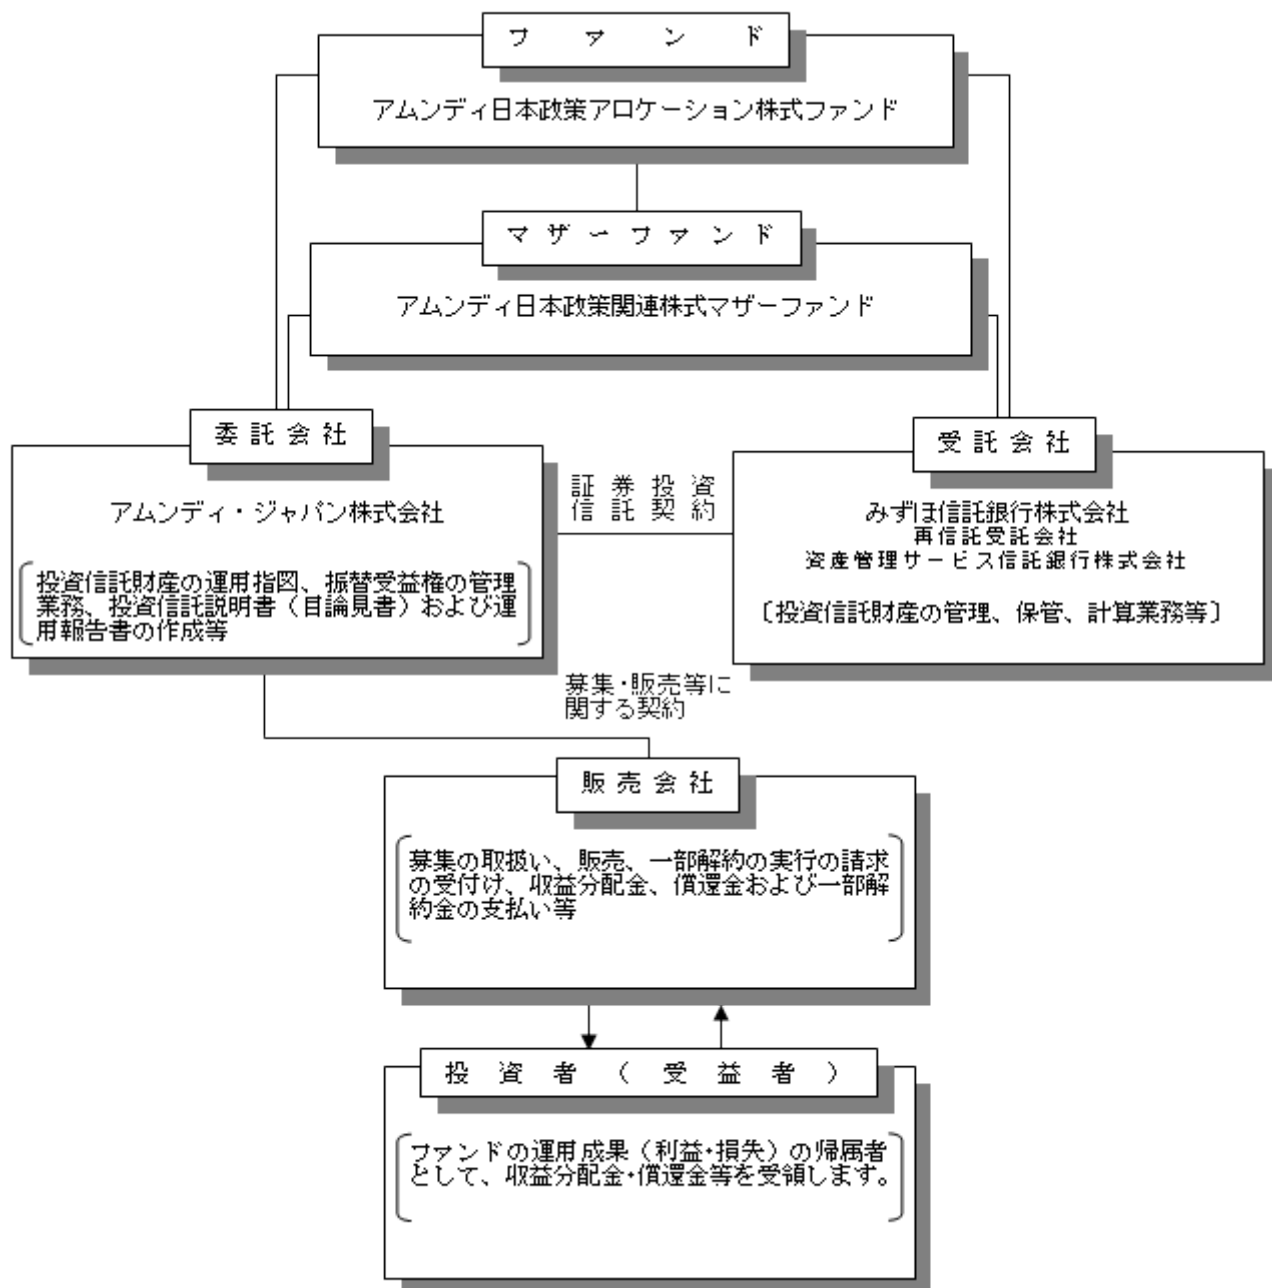 ファンド
アムンディ日本政策アロケーション株式ファンド
マザーファンド
アムンディ日本政策関連株式マザーファンド
委託会社
アムンディ・ジャパン株式会社
投資信託財産の運用指図、振替受益権の管理
業務、投資信託説明書（目論見書）および運
用報告書の作成等
証券投資
信託契約
受託会社
みずほ信託銀行株式会社
再信託受託会社
資産管理サービス信託銀行株式会社
〔投資信託財産の管理、保管、計算業務等〕
募集・販売等に
関する契約
販売会社
募集の取扱い、販売、一部解約の実行の請求
の受付け、収益分配金、償還金および一部解
約金の支払い等
投資者（受益者）
ファンドの運用成果（利益・損失）の帰属者
として、収益分配金・償還金等を受領します。